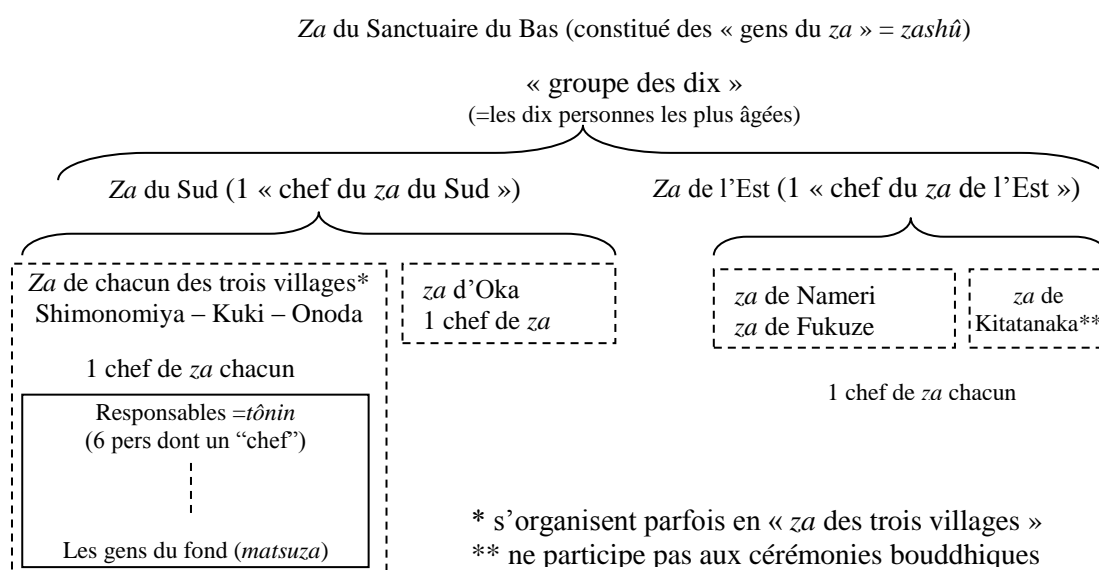 Za du Sanctuaire du Bas (constitué des « gens du za » = zashû)
« groupe des dix »
(=les dix personnes les plus âgées)
Za du Sud (1 « chef du za du Sud »)
Za de l’Est (1 « chef du za de l’Est »)
Za de chacun des trois villages*
Shimonomiya – Kuki – Onoda
1 chef de za chacun
Responsables =tônin
(6 pers dont un “chef”)
Les gens du fond (matsuza)
za d’Oka
1 chef de za
za de Nameri
za de Fukuze
za de
Kitatanaka**
1 chef de za chacun
* s’organisent parfois en « za des trois villages »
** ne participe pas aux cérémonies bouddhiques